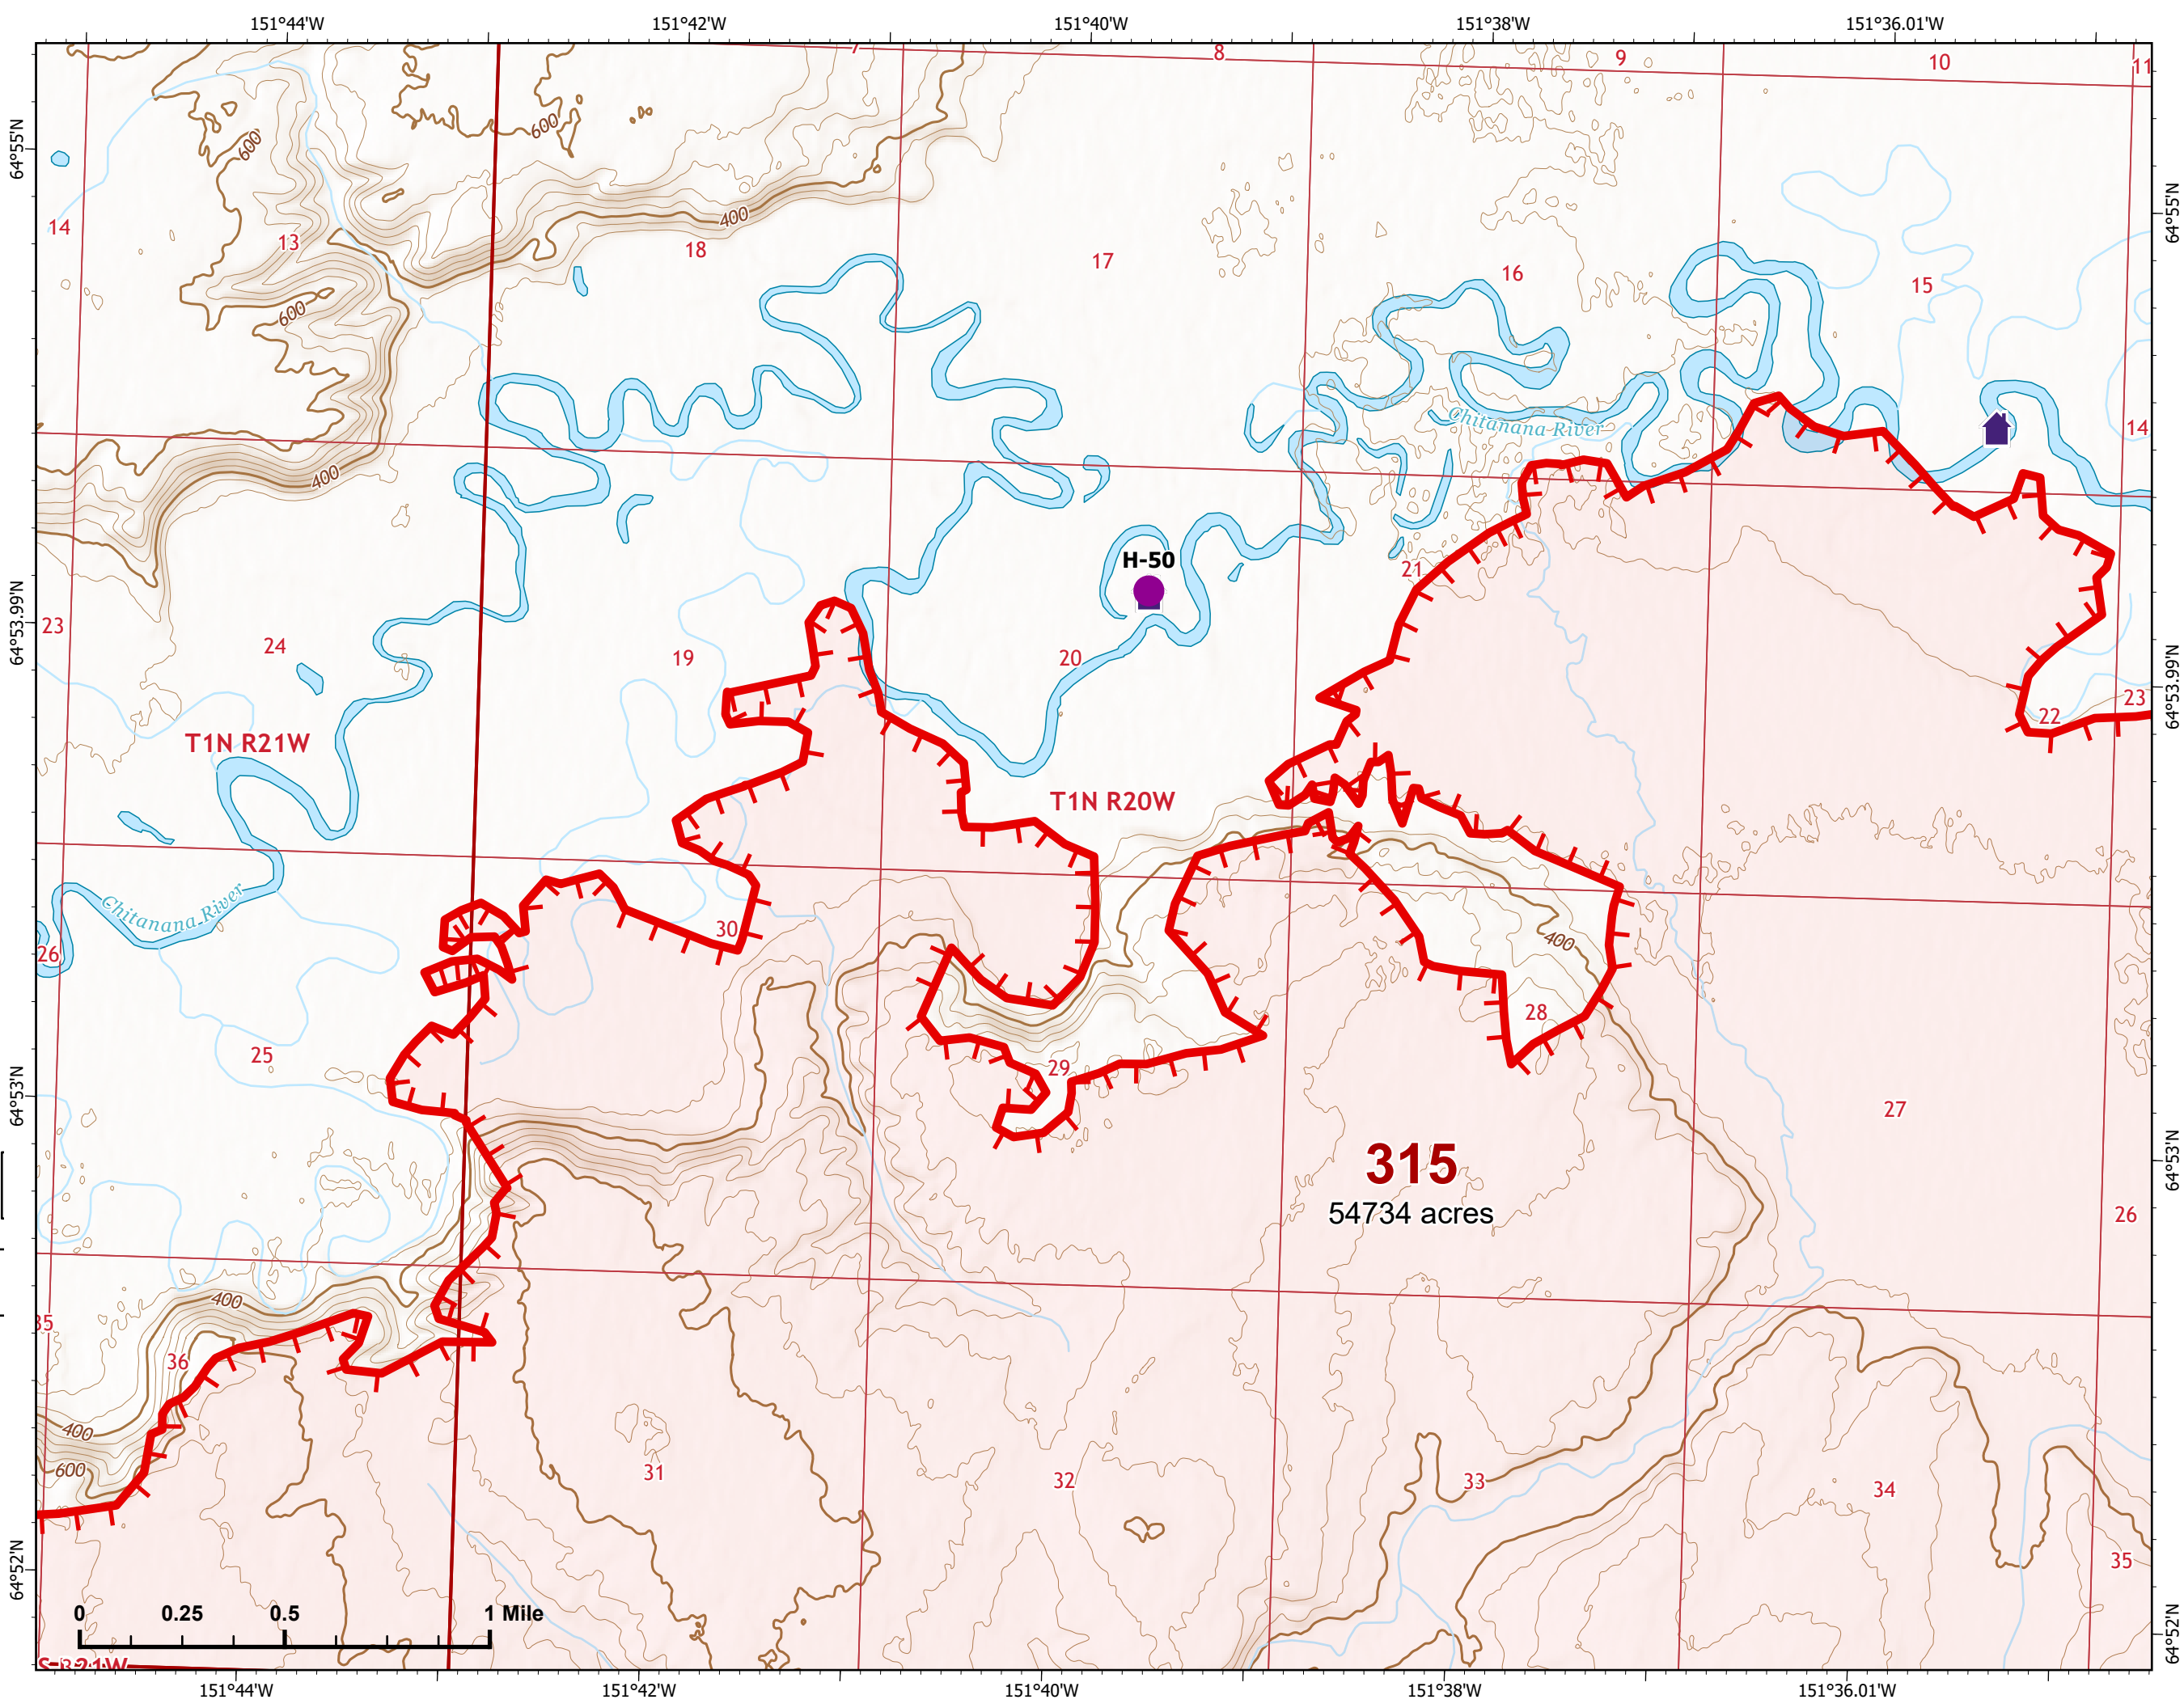 151°44'W 151°42'W 151°40'W 151°38'W 151°36.01'W
7 8 9 10 11
600 600
64°55'N
64°55'N
14 13 18 400 17 16 15
600
Chitanana River
14
400
H-50
21
64°53.99'N
64°53.99'N
23 24 19 20
22 23
T1N R21W
T1N R20W
Chitanana River
26 30 400
28
25 29
64°53'N
64°53'N
27
315
54734 acres
26
400
35
36
400
600
31 32 33 34
35
64°52'N
64°52'N
0 0.25 0.5 1 Mile
S R21W
151°44'W 151°42'W 151°40'W 151°38'W 151°36.01'W